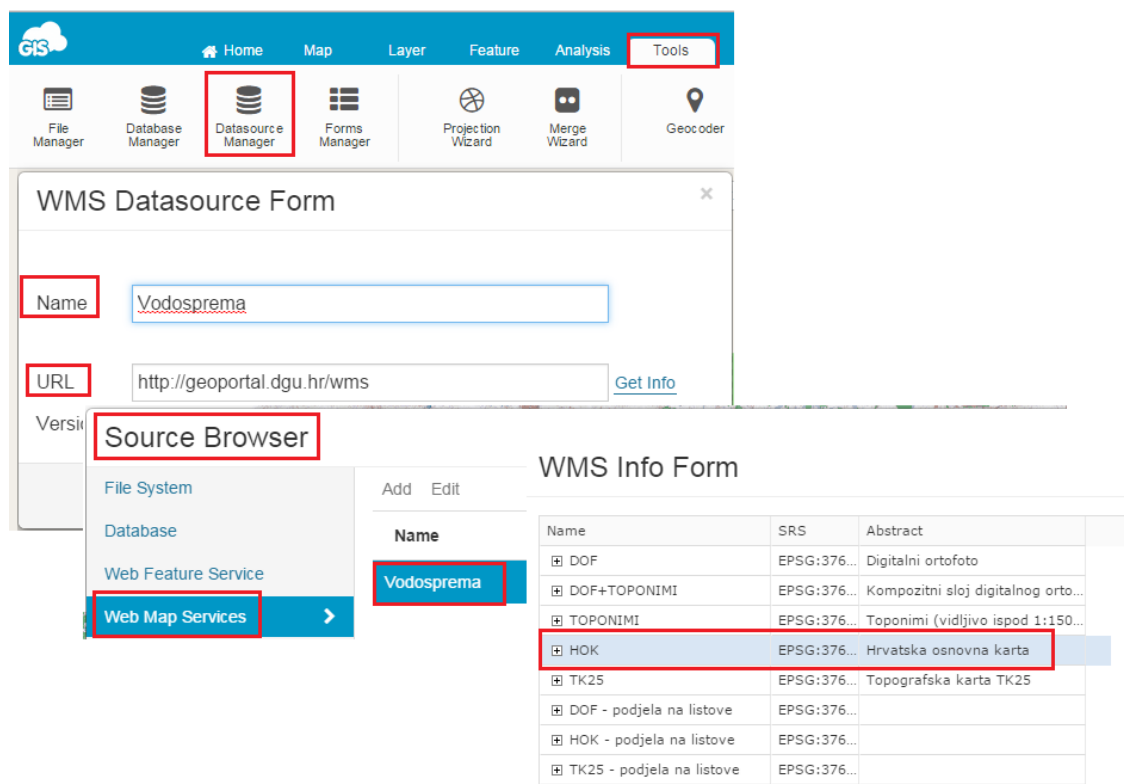 GIS
Home Map Layer Feature Analysis Tools
File Manager
Database Manager
Datasource Manager
Forms Manager
Projection Wizard
Merge Wizard
Geocoder
WMS Datasource Form ×
Name Vodosprema
URL http://geoportal.dgu.hr/wms Get Info
Versi
Source Browser
File System
Database
Web Feature Service
Web Map Services
Add Edit
Name
Vodosprema
WMS Info Form
Name SRS Abstract
DOF EPSG:376... Digitalni ortofoto
DOF+TOPONIMI EPSG:376... Kompozitni sloj digitalnog orto...
TOPONIMI EPSG:376... Toponimi (vidljivo ispod 1:150...
HOK EPSG:376... Hrvatska osnovna karta
TK25 EPSG:376... Topografska karta TK25
DOF - podjela na listove EPSG:376...
HOK - podjela na listove EPSG:376...
TK25 - podjela na listove EPSG:376...